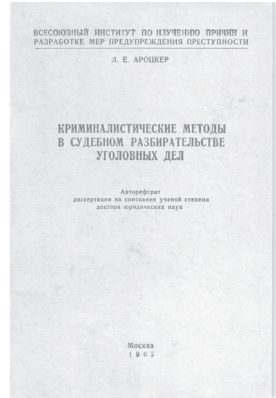 ВСЕСОЮЗНЫЙ ИНСТИТУТ ПО ИЗУЧЕНИЮ ПРИЧИН И
РАЗРАБОТКЕ МЕР ПРЕДУПРЕЖДЕНИЯ ПРЕСТУПНОСТИ
Л. Е. АРОЦКЕР
КРИМИНАЛИСТИЧЕСКИЕ МЕТОДЫ
В СУДЕБНОМ РАЗБИРАТЕЛЬСТВЕ
УГОЛОВНЫХ ДЕЛ
Автореферат
диссертации на соискание ученой степени
доктора юридических наук
Москва
1965